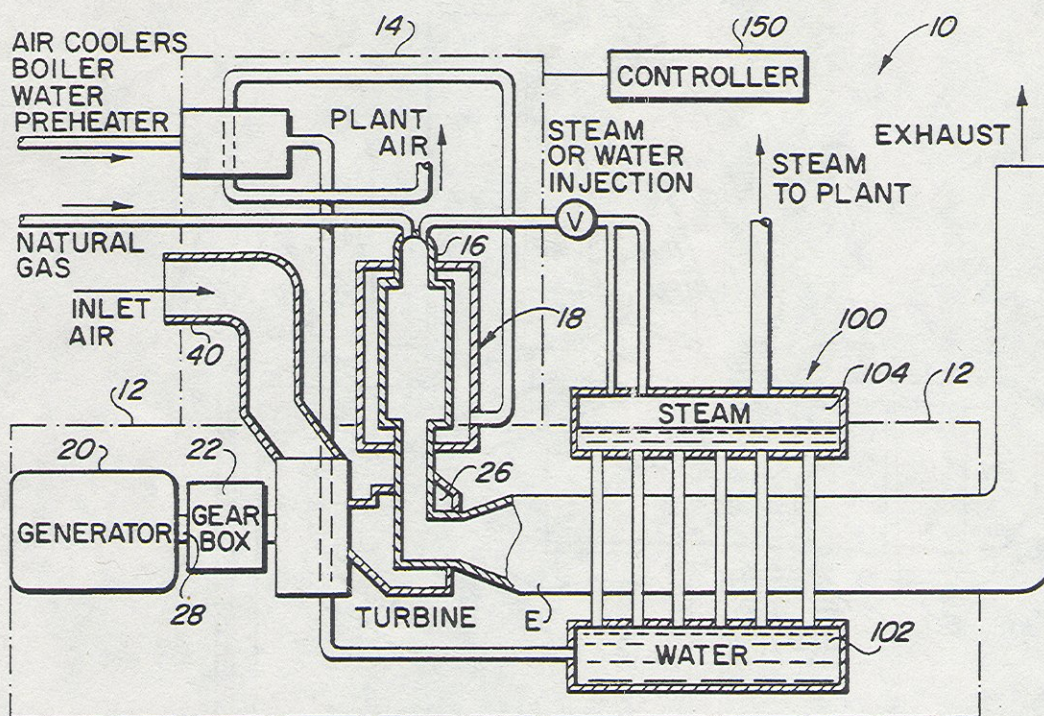 14
150
10
AIR COOLERS
BOILER
WATER
PREHEATER
CONTROLLER
PLANT
AIR
STEAM
OR WATER
INJECTION
STEAM
TO PLANT
EXHAUST
NATURAL
GAS
16
V
INLET
AIR
18
40
100
104
12
12
STEAM
20
22
26
GENERATOR
GEAR
BOX
28
TURBINE
E
102
WATER